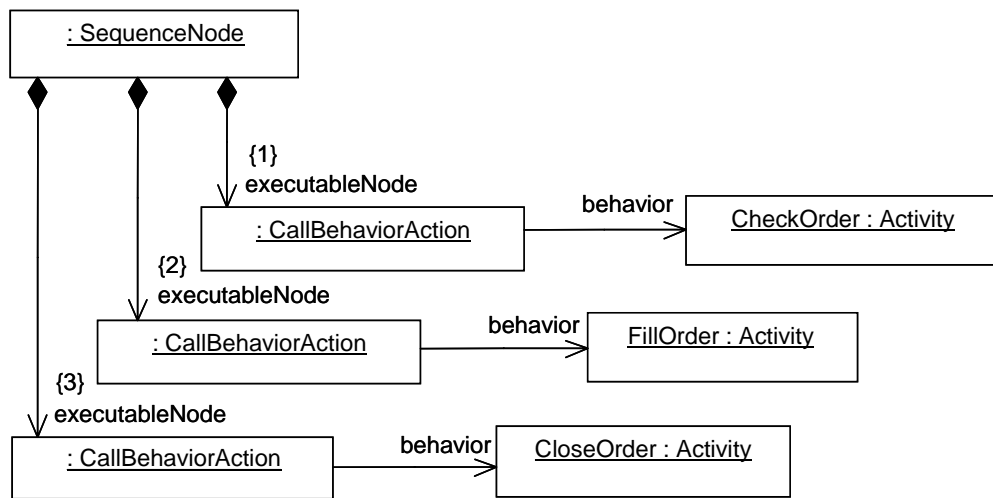 : SequenceNode
{1}
executableNode
: CallBehaviorAction
behavior
CheckOrder : Activity
{2}
executableNode
: CallBehaviorAction
behavior
FillOrder : Activity
{3}
executableNode
: CallBehaviorAction
behavior
CloseOrder : Activity